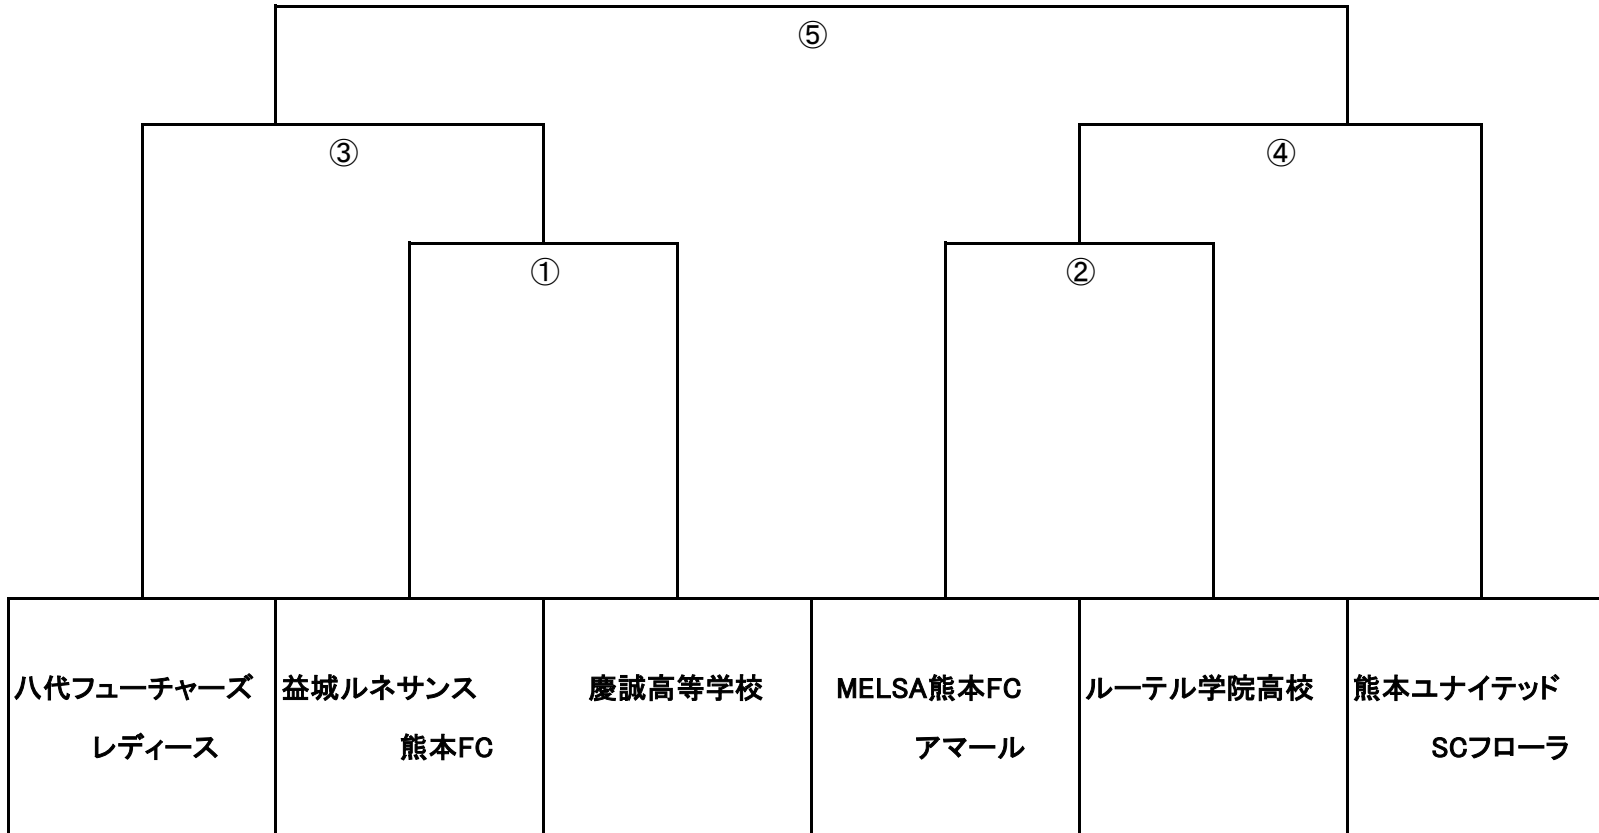 ⑤
③
④
①
②
八代フューチャーズ
レディース
益城ルネサンス
熊本FC
慶誠高等学校
MELSA熊本FC
アマール
ルーテル学院高校
熊本ユナイテッド
SCフローラ